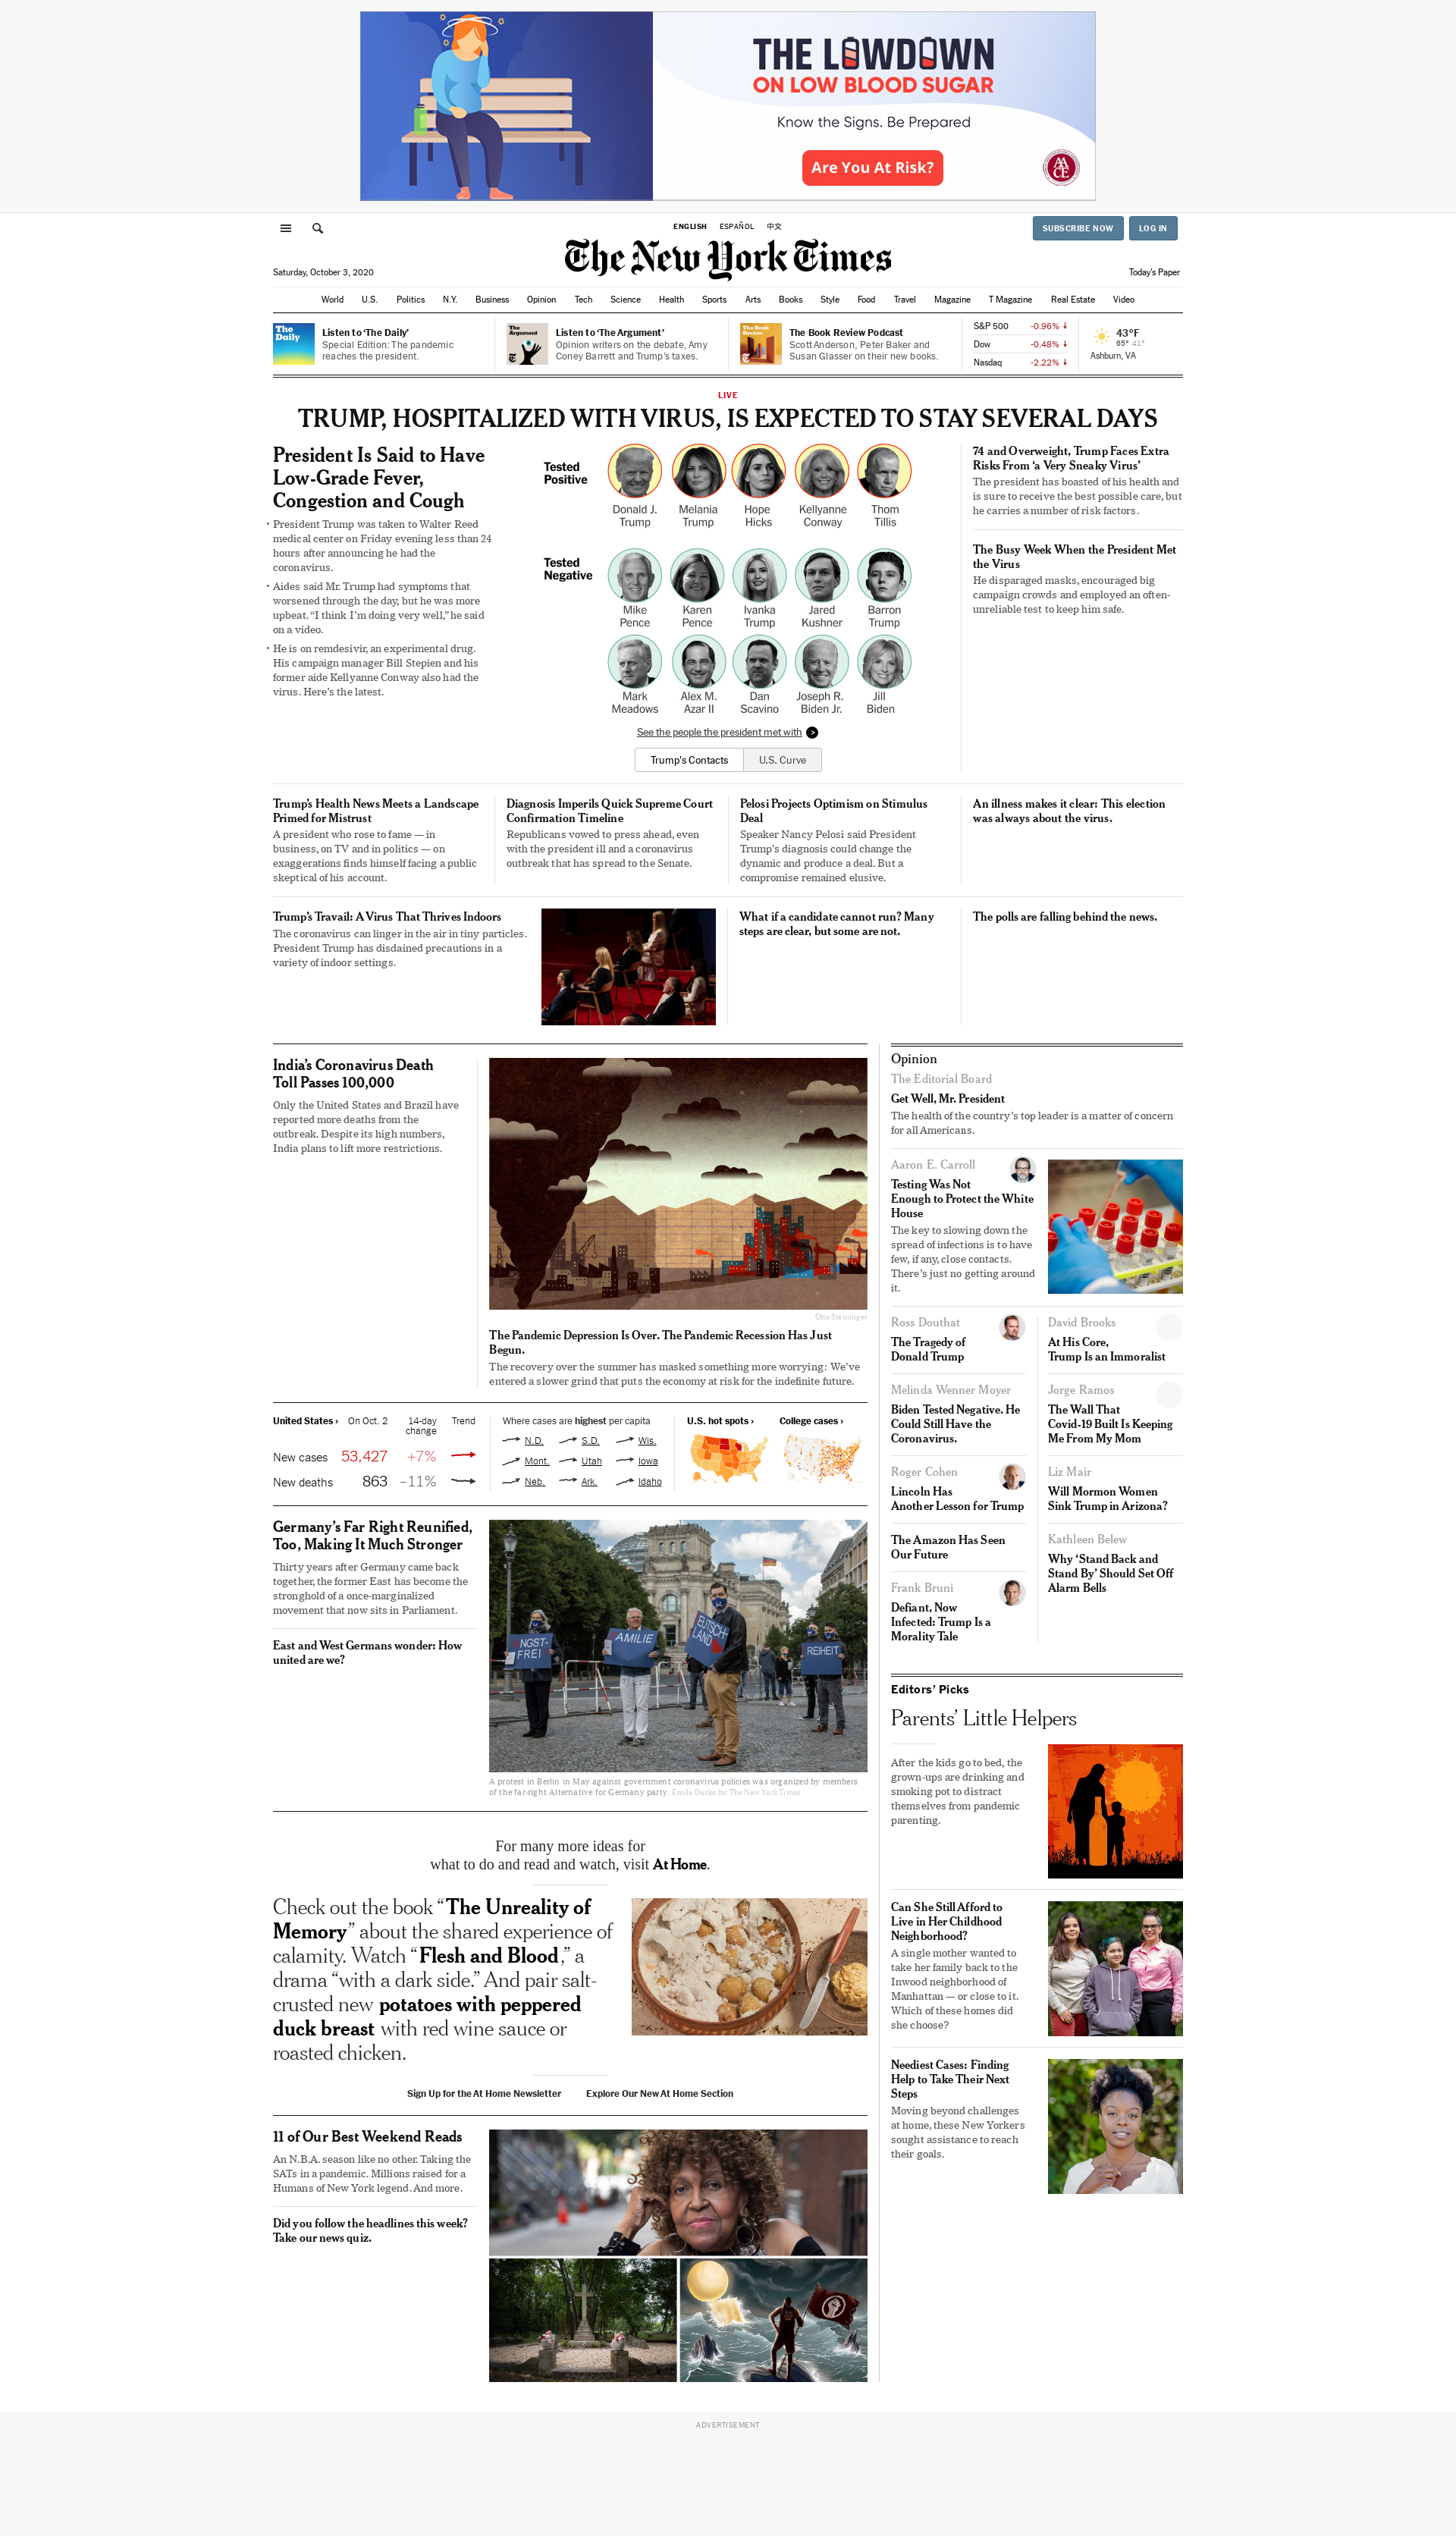 THE LOWDOWN
ON LOW BLOOD SUGAR
Know the Signs. Be Prepared
Are You At Risk?
AACE
ENGLISH
ESPAÑOL
中文
SUBSCRIBE NOW
LOG IN
The New York Times
Saturday, October 3, 2020
Today's Paper
World
U.S.
Politics
N.Y.
Business
Opinion
Tech
Science
Health
Sports
Arts
Books
Style
Food
Travel
Magazine
T Magazine
Real Estate
Video
The Daily
Listen to ‘The Daily’
Special Edition: The pandemic
reaches the president.
The Argument
Listen to ‘The Argument’
Opinion writers on the debate, Amy
Coney Barrett and Trump's taxes.
The Book Review
The Book Review Podcast
Scott Anderson, Peter Baker and
Susan Glasser on their new books.
S&P 500 -0.96%
Dow -0.48%
Nasdaq -2.22%
43°F
65° 41°
Ashburn, VA
LIVE
TRUMP, HOSPITALIZED WITH VIRUS, IS EXPECTED TO STAY SEVERAL DAYS
President Is Said to Have
Low-Grade Fever,
Congestion and Cough
• President Trump was taken to Walter Reed
medical center on Friday evening less than 24
hours after announcing he had the
coronavirus.
• Aides said Mr. Trump had symptoms that
worsened through the day, but he was more
upbeat. “I think I’m doing very well,” he said
on a video.
• He is on remdesivir, an experimental drug.
His campaign manager Bill Stepien and his
former aide Kellyanne Conway also had the
virus. Here’s the latest.
Tested
Positive
Donald J.
Trump
Melania
Trump
Hope
Hicks
Kellyanne
Conway
Thom
Tillis
Tested
Negative
Mike
Pence
Karen
Pence
Ivanka
Trump
Jared
Kushner
Barron
Trump
Mark
Meadows
Alex M.
Azar II
Dan
Scavino
Joseph R.
Biden Jr.
Jill
Biden
See the people the president met with
Trump's Contacts
U.S. Curve
74 and Overweight, Trump Faces Extra
Risks From ‘a Very Sneaky Virus’
The president has boasted of his health and
is sure to receive the best possible care, but
he carries a number of risk factors.
The Busy Week When the President Met
the Virus
He disparaged masks, encouraged big
campaign crowds and employed an often-
unreliable test to keep him safe.
Trump’s Health News Meets a Landscape
Primed for Mistrust
A president who rose to fame — in
business, on TV and in politics — on
exaggerations finds himself facing a public
skeptical of his account.
Diagnosis Imperils Quick Supreme Court
Confirmation Timeline
Republicans vowed to press ahead, even
with the president ill and a coronavirus
outbreak that has spread to the Senate.
Pelosi Projects Optimism on Stimulus
Deal
Speaker Nancy Pelosi said President
Trump’s diagnosis could change the
dynamic and produce a deal. But a
compromise remained elusive.
An illness makes it clear: This election
was always about the virus.
Trump’s Travail: A Virus That Thrives Indoors
The coronavirus can linger in the air in tiny particles.
President Trump has disdained precautions in a
variety of indoor settings.
What if a candidate cannot run? Many
steps are clear, but some are not.
The polls are falling behind the news.
India’s Coronavirus Death
Toll Passes 100,000
Only the United States and Brazil have
reported more deaths from the
outbreak. Despite its high numbers,
India plans to lift more restrictions.
Otto Steininger
The Pandemic Depression Is Over. The Pandemic Recession Has Just
Begun.
The recovery over the summer has masked something more worrying: We’ve
entered a slower grind that puts the economy at risk for the indefinite future.
United States › On Oct. 2 14-day Trend
change
New cases 53,427 +7%
New deaths 863 –11%
Where cases are highest per capita
N.D. S.D. Wis.
Mont. Utah Iowa
Neb. Ark. Idaho
U.S. hot spots ›
College cases ›
Germany’s Far Right Reunified,
Too, Making It Much Stronger
Thirty years after Germany came back
together, the former East has become the
stronghold of a once-marginalized
movement that now sits in Parliament.
East and West Germans wonder: How
united are we?
ANGST-
FREI
FAMILIE
DEUTSCH-
LAND
FREIHEIT
A protest in Berlin in May against government coronavirus policies was organized by members
of the far-right Alternative for Germany party. Emile Ducke for The New York Times
For many more ideas for
what to do and read and watch, visit At Home.
Check out the book “The Unreality of
Memory” about the shared experience of
calamity. Watch “Flesh and Blood,” a
drama “with a dark side.” And pair salt-
crusted new potatoes with peppered
duck breast with red wine sauce or
roasted chicken.
Sign Up for the At Home Newsletter
Explore Our New At Home Section
11 of Our Best Weekend Reads
An N.B.A. season like no other. Taking the
SATs in a pandemic. Millions raised for a
Humans of New York legend. And more.
Did you follow the headlines this week?
Take our news quiz.
Opinion
The Editorial Board
Get Well, Mr. President
The health of the country’s top leader is a matter of concern
for all Americans.
Aaron E. Carroll
Testing Was Not
Enough to Protect the White
House
The key to slowing down the
spread of infections is to have
few, if any, close contacts.
There’s just no getting around
it.
Ross Douthat
The Tragedy of
Donald Trump
David Brooks
At His Core,
Trump Is an Immoralist
Melinda Wenner Moyer
Biden Tested Negative. He
Could Still Have the
Coronavirus.
Jorge Ramos
The Wall That
Covid-19 Built Is Keeping
Me From My Mom
Roger Cohen
Lincoln Has
Another Lesson for Trump
Liz Mair
Will Mormon Women
Sink Trump in Arizona?
The Amazon Has Seen
Our Future
Kathleen Belew
Why ‘Stand Back and
Stand By’ Should Set Off
Alarm Bells
Frank Bruni
Defiant, Now
Infected: Trump Is a
Morality Tale
Editors’ Picks
Parents’ Little Helpers
After the kids go to bed, the
grown-ups are drinking and
smoking pot to distract
themselves from pandemic
parenting.
Can She Still Afford to
Live in Her Childhood
Neighborhood?
A single mother wanted to
take her family back to the
Inwood neighborhood of
Manhattan — or close to it.
Which of these homes did
she choose?
Neediest Cases: Finding
Help to Take Their Next
Steps
Moving beyond challenges
at home, these New Yorkers
sought assistance to reach
their goals.
ADVERTISEMENT